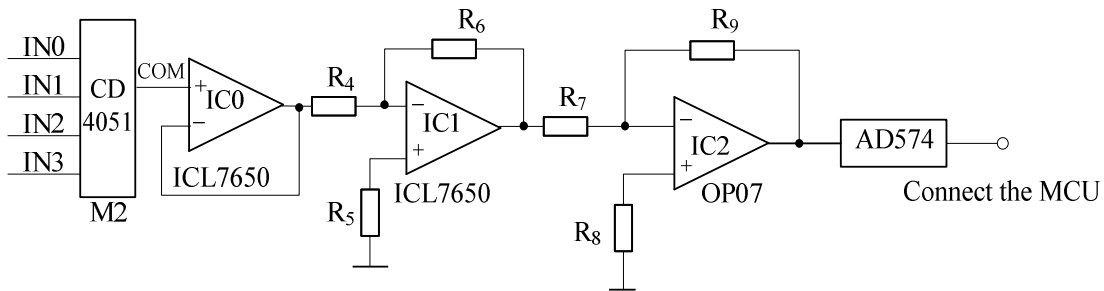 IN0
IN1
IN2
IN3
CD
4051
M2
COM
+
−
IC0
ICL7650
R4
R6
−
IC1
+
ICL7650
R5
R7
R9
−
IC2
+
OP07
R8
AD574
Connect the MCU